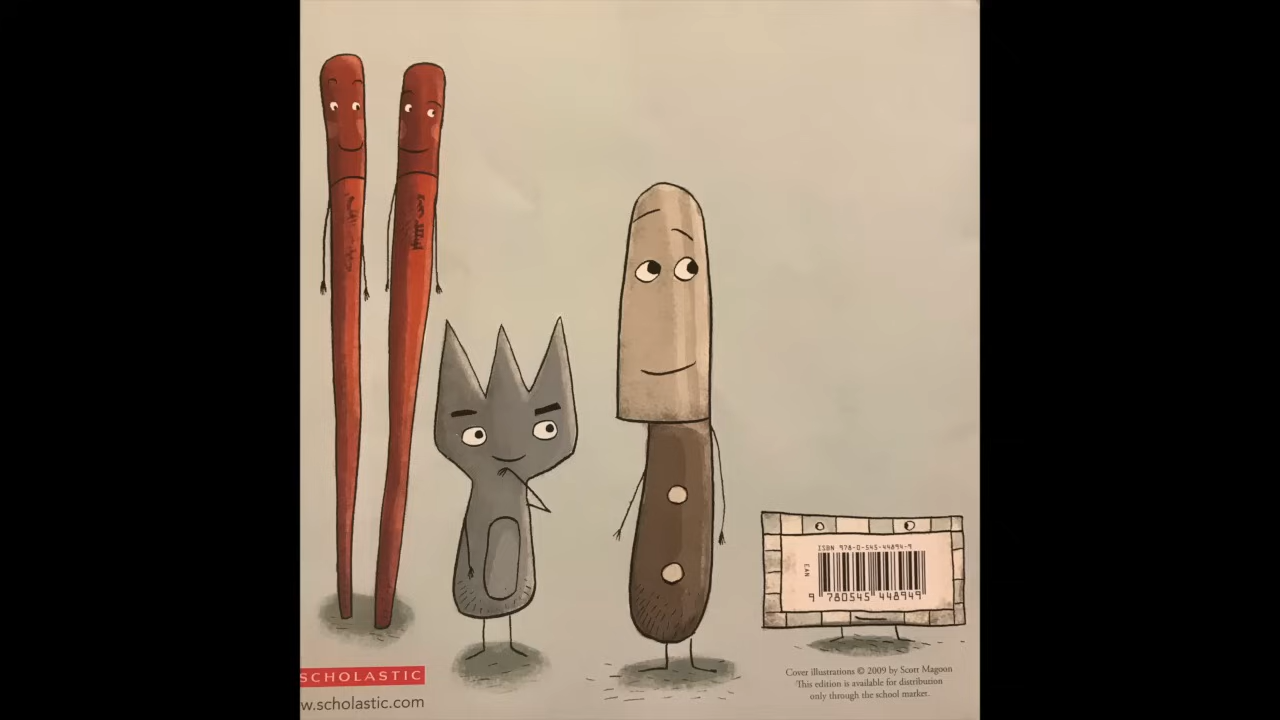 ISBN 978-0-545-44894-9
EAN
9 780545 448949
SCHOLASTIC
w.scholastic.com
Cover illustrations © 2009 by Scott Magoon
This edition is available for distribution
only through the school market.